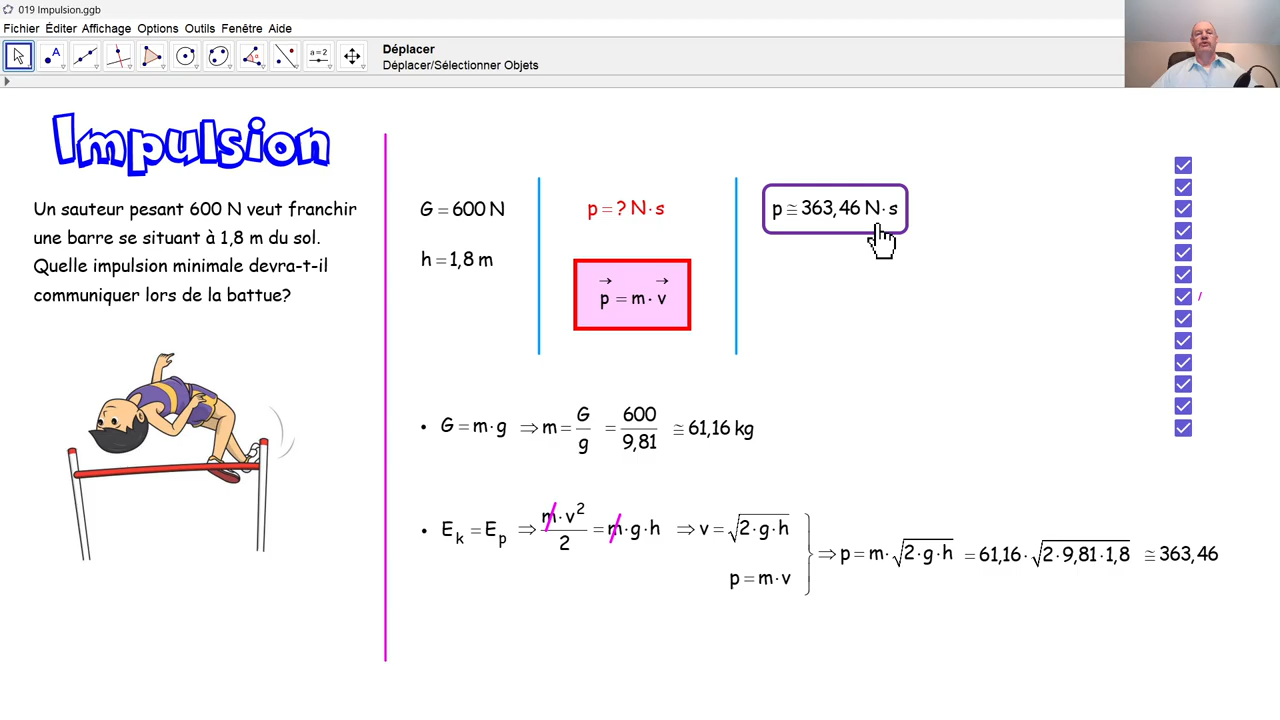 019 Impulsion.ggb
Fichier Éditer Affichage Options Outils Fenêtre Aide
A
a=2
Déplacer
Déplacer/Sélectionner Objets
Impulsion
Un sauteur pesant 600 N veut franchir
une barre se situant à 1,8 m du sol.
Quelle impulsion minimale devra-t-il
communiquer lors de la battue?
G = 600 N
h = 1,8 m
p = ? N·s
p⃗ = m · v⃗
p ≅ 363,46 N·s
• G = m·g ⇒ m = G/g = 600/9,81 ≅ 61,16 kg
• E_k = E_p ⇒ m·v²/2 = m·g·h ⇒ v = √(2·g·h)
p = m·v
⇒ p = m·√(2·g·h) = 61,16·√(2·9,81·1,8) ≅ 363,46